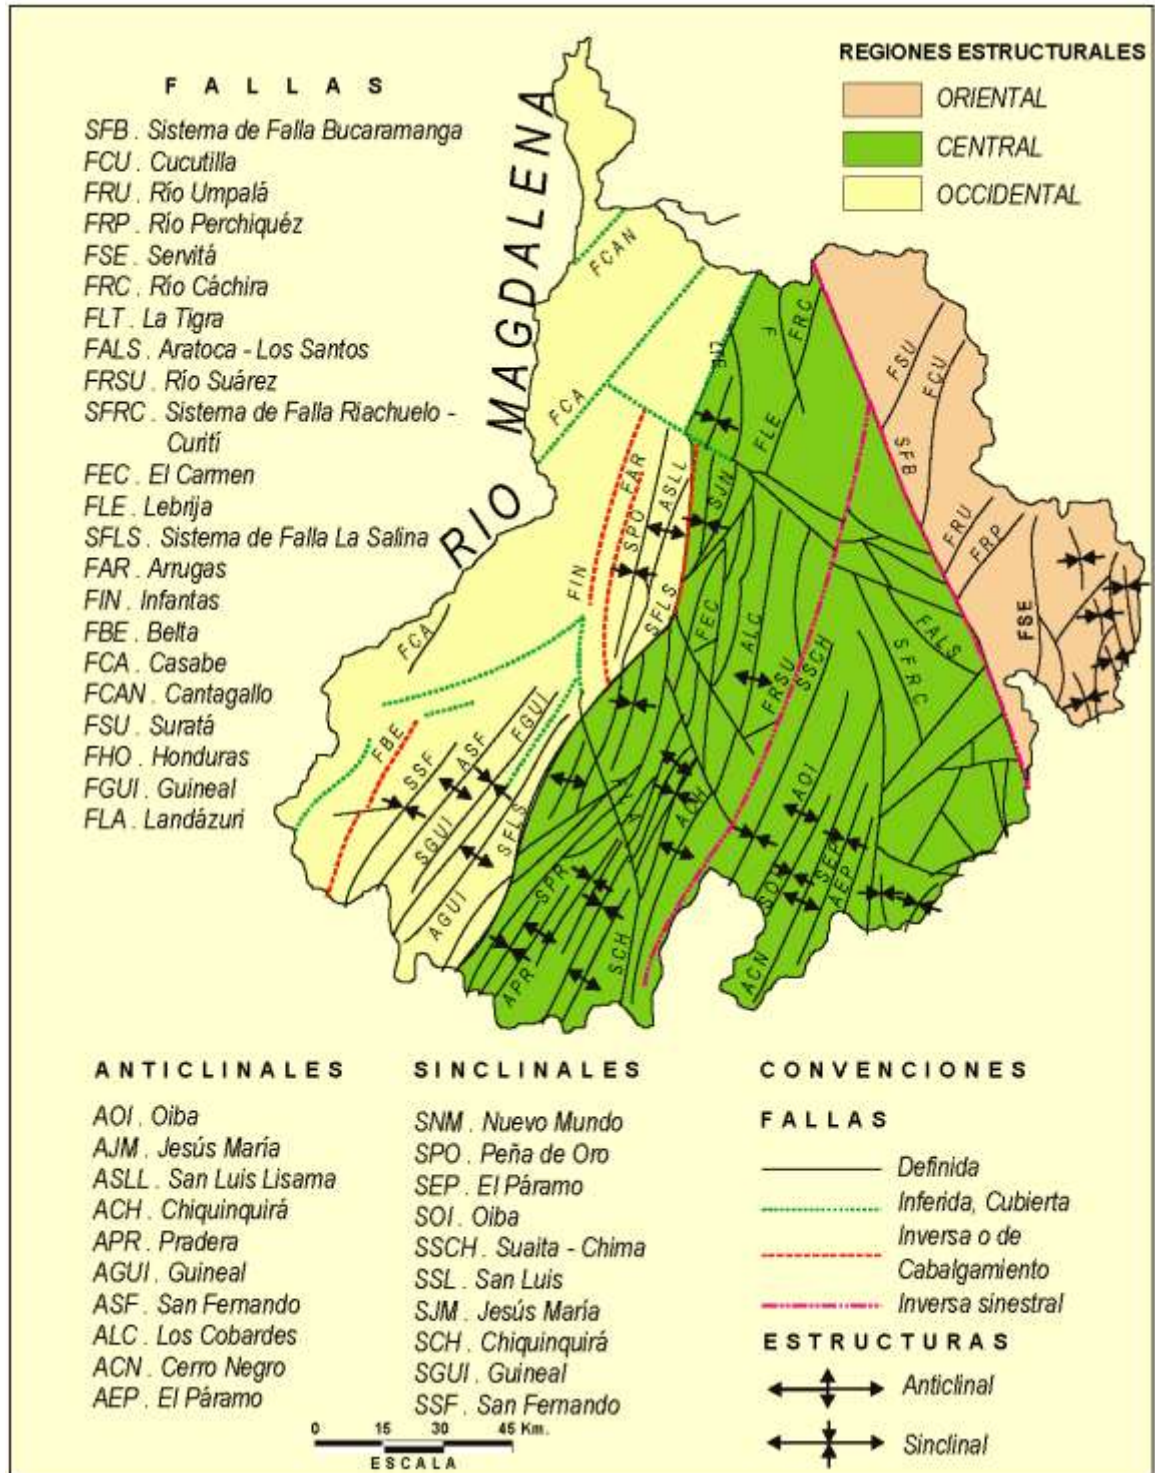 REGIONES ESTRUCTURALES
ORIENTAL
CENTRAL
OCCIDENTAL
F A L L A S
SFB . Sistema de Falla Bucaramanga
FCU . Cucutilla
FRU . Río Umpalá
FRP . Río Perchiquéz
FSE . Servitá
FRC . Río Cáchira
FLT . La Tigra
FALS . Aratoca - Los Santos
FRSU . Río Suárez
SFRC . Sistema de Falla Riachuelo -
Curití
FEC . El Carmen
FLE . Lebrija
SFLS . Sistema de Falla La Salina
FAR . Arrugas
FIN . Infantas
FBE . Belta
FCA . Casabe
FCAN . Cantagallo
FSU . Suratá
FHO . Honduras
FGUI . Guineal
FLA . Landázuri
RIO MAGDALENA
FCAN
FCA
F
FRC
FLE
FSU
FCU
SFB
FRU
FRP
FSE
FALS
SFRC
FAR
SPO
ASLL
SJN
FIN
SFLS
FEC
ALC
FRSU
SSCH
FCA
FBE
SSF
ASF
FGUI
SGUI
SFLS
AGUI
SPR
APR
SCH
AOI
SEP
AEP
ACN
A N T I C L I N A L E S
AOI . Oiba
AJM . Jesús María
ASLL . San Luis Lisama
ACH . Chiquinquirá
APR . Pradera
AGUI . Guineal
ASF . San Fernando
ALC . Los Cobardes
ACN . Cerro Negro
AEP . El Páramo
S I N C L I N A L E S
SNM . Nuevo Mundo
SPO . Peña de Oro
SEP . El Páramo
SOI . Oiba
SSCH . Suaita - Chima
SSL . San Luis
SJM . Jesús María
SCH . Chiquinquirá
SGUI . Guineal
SSF . San Fernando
C O N V E N C I O N E S
F A L L A S
Definida
Inferida, Cubierta
Inversa o de
Cabalgamiento
Inversa sinestral
E S T R U C T U R A S
Anticlinal
Sinclinal
0 15 30 45 Km.
E S C A L A